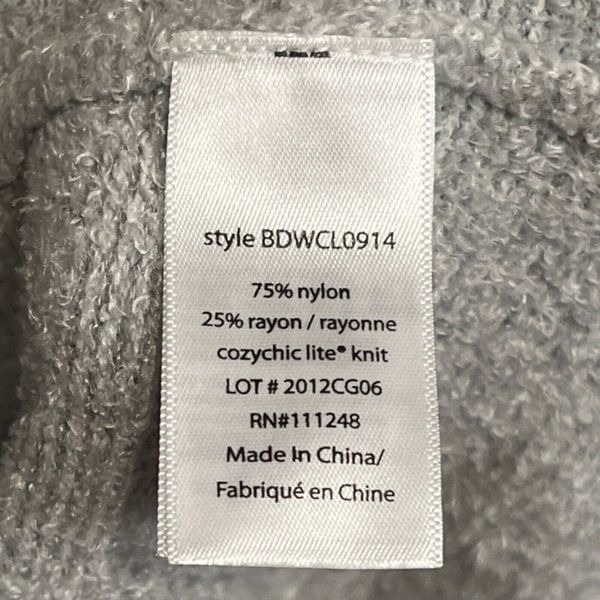 style BDWCL0914
75% nylon
25% rayon / rayonne
cozychic lite® knit
LOT # 2012CG06
RN#111248
Made In China/
Fabriqué en Chine